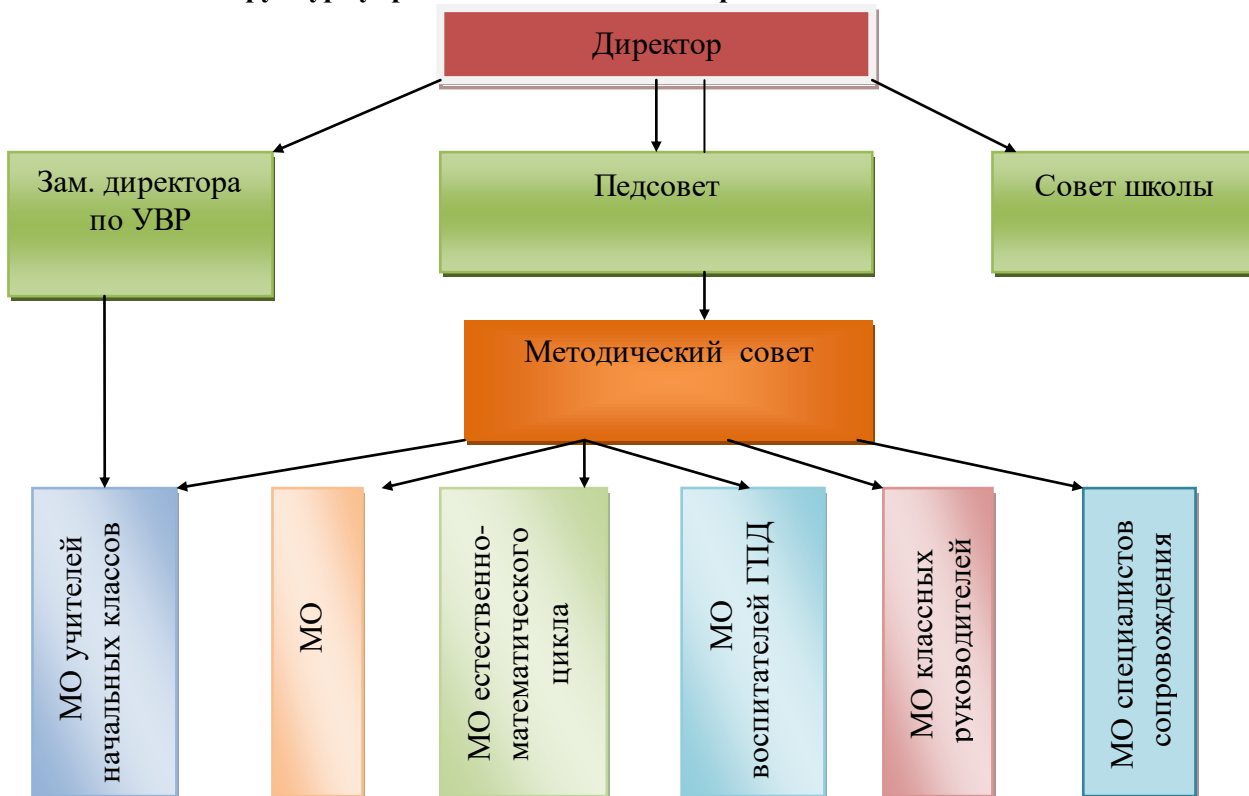 Директор
Зам. директора
по УВР
Педсовет
Совет школы
Методический совет
МО учителей
начальных классов
МО
МО естественно-
математического
цикла
МО
воспитателей ГПД
МО классных
руководителей
МО специалистов
сопровождения